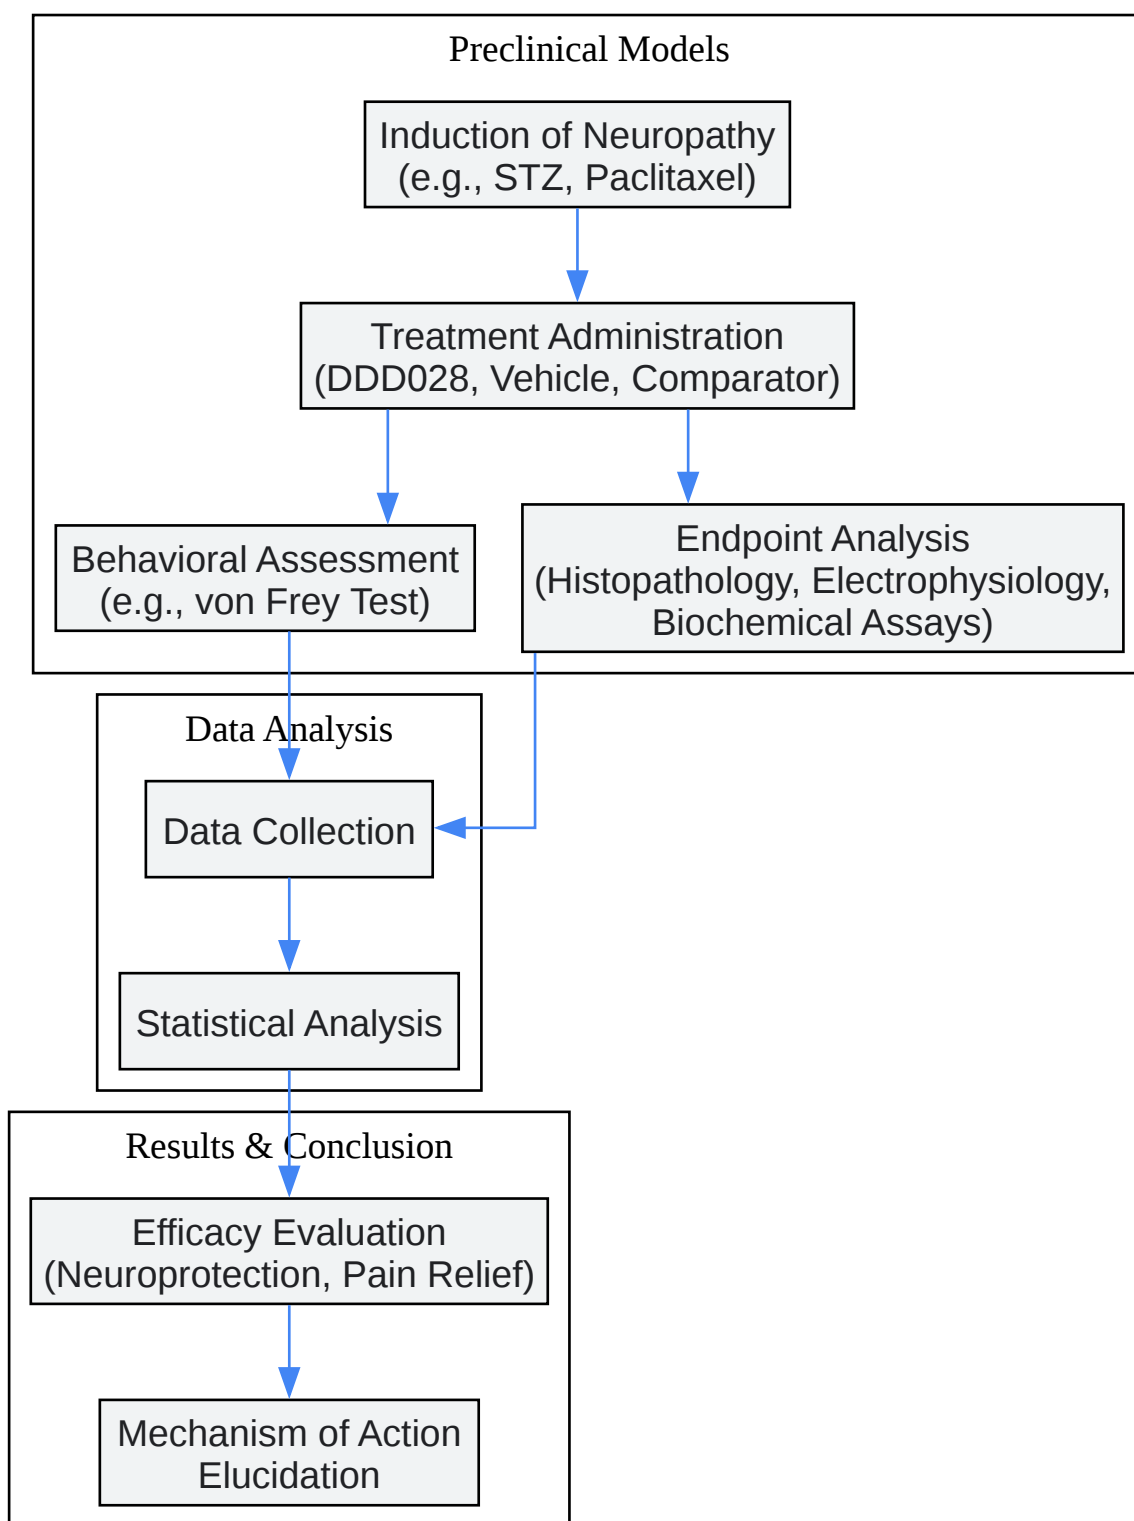 Preclinical Models
Induction of Neuropathy
(e.g., STZ, Paclitaxel)
Treatment Administration
(DDD028, Vehicle, Comparator)
Behavioral Assessment
(e.g., von Frey Test)
Endpoint Analysis
(Histopathology, Electrophysiology,
Biochemical Assays)
Data Analysis
Data Collection
Statistical Analysis
Results & Conclusion
Efficacy Evaluation
(Neuroprotection, Pain Relief)
Mechanism of Action
Elucidation